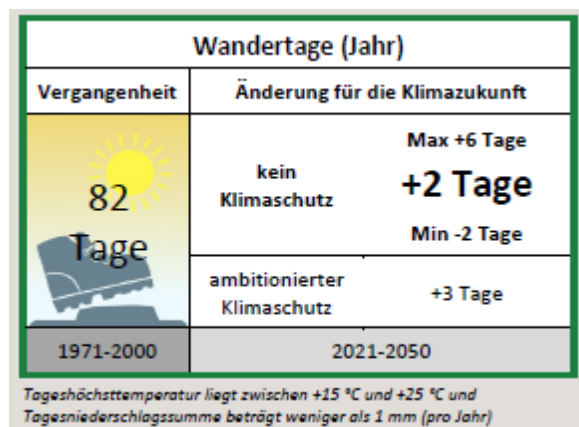 Wandertage (Jahr)
Vergangenheit
Änderung für die Klimazukunft
82
Tage
kein
Klimaschutz
Max +6 Tage
+2 Tage
Min -2 Tage
ambitionierter
Klimaschutz
+3 Tage
1971-2000
2021-2050
Tageshöchsttemperatur liegt zwischen +15 °C und +25 °C und
Tagesniederschlagssumme beträgt weniger als 1 mm (pro Jahr)